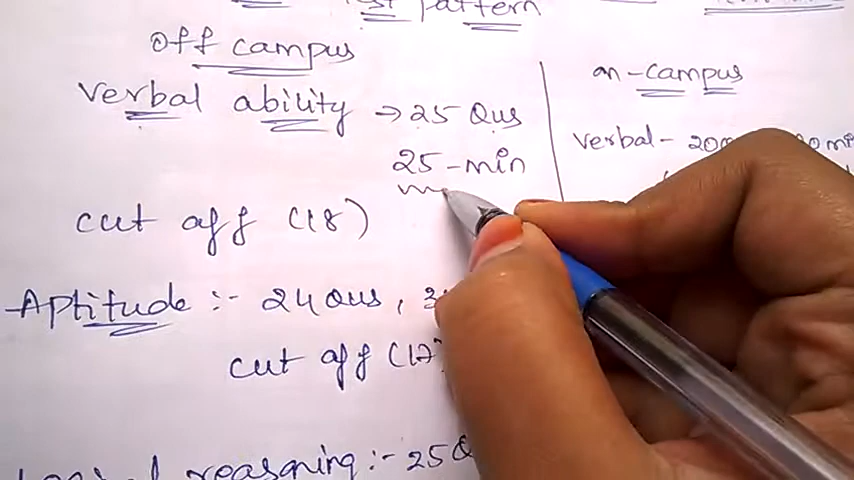 pattern
off campus
verbal ability → 25 Qus
25 - min
cut off (18)
Aptitude :- 24 Qus, 3
cut off (17
reasoning :- 25 Q
on-campus
verbal - 20